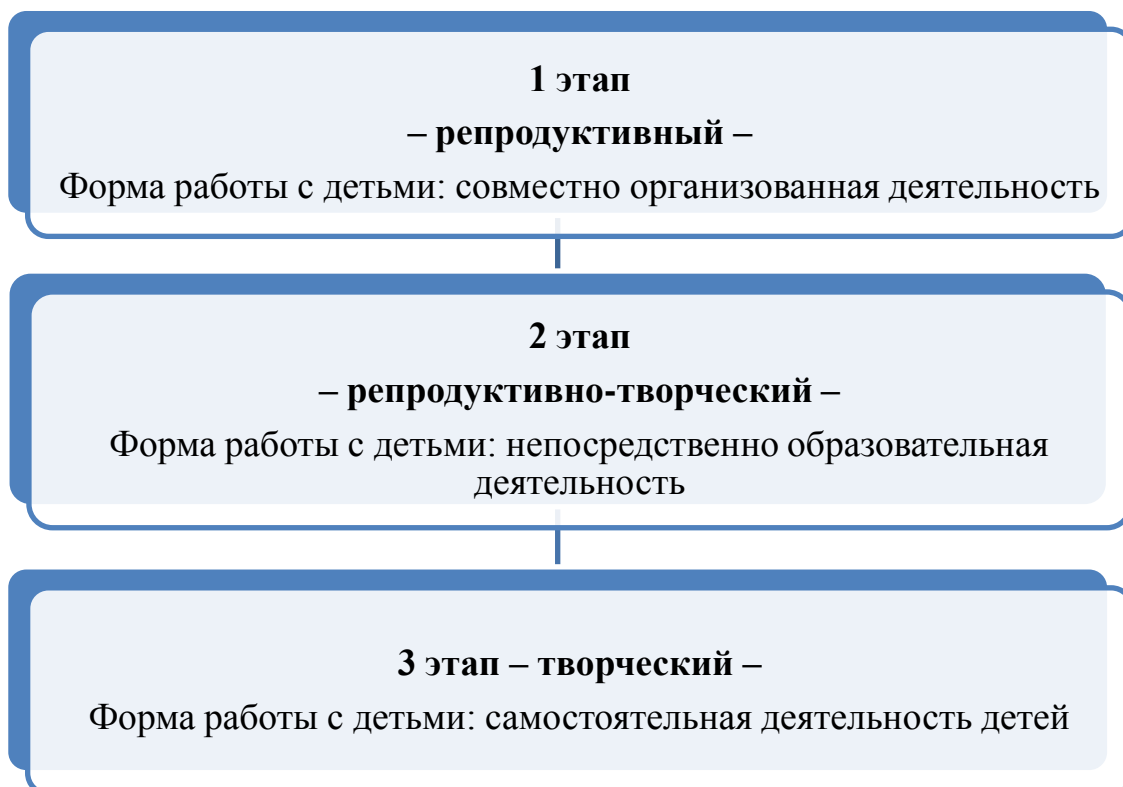 1 этап
– репродуктивный –
Форма работы с детьми: совместно организованная деятельность
2 этап
– репродуктивно-творческий –
Форма работы с детьми: непосредственно образовательная
деятельность
3 этап – творческий –
Форма работы с детьми: самостоятельная деятельность детей